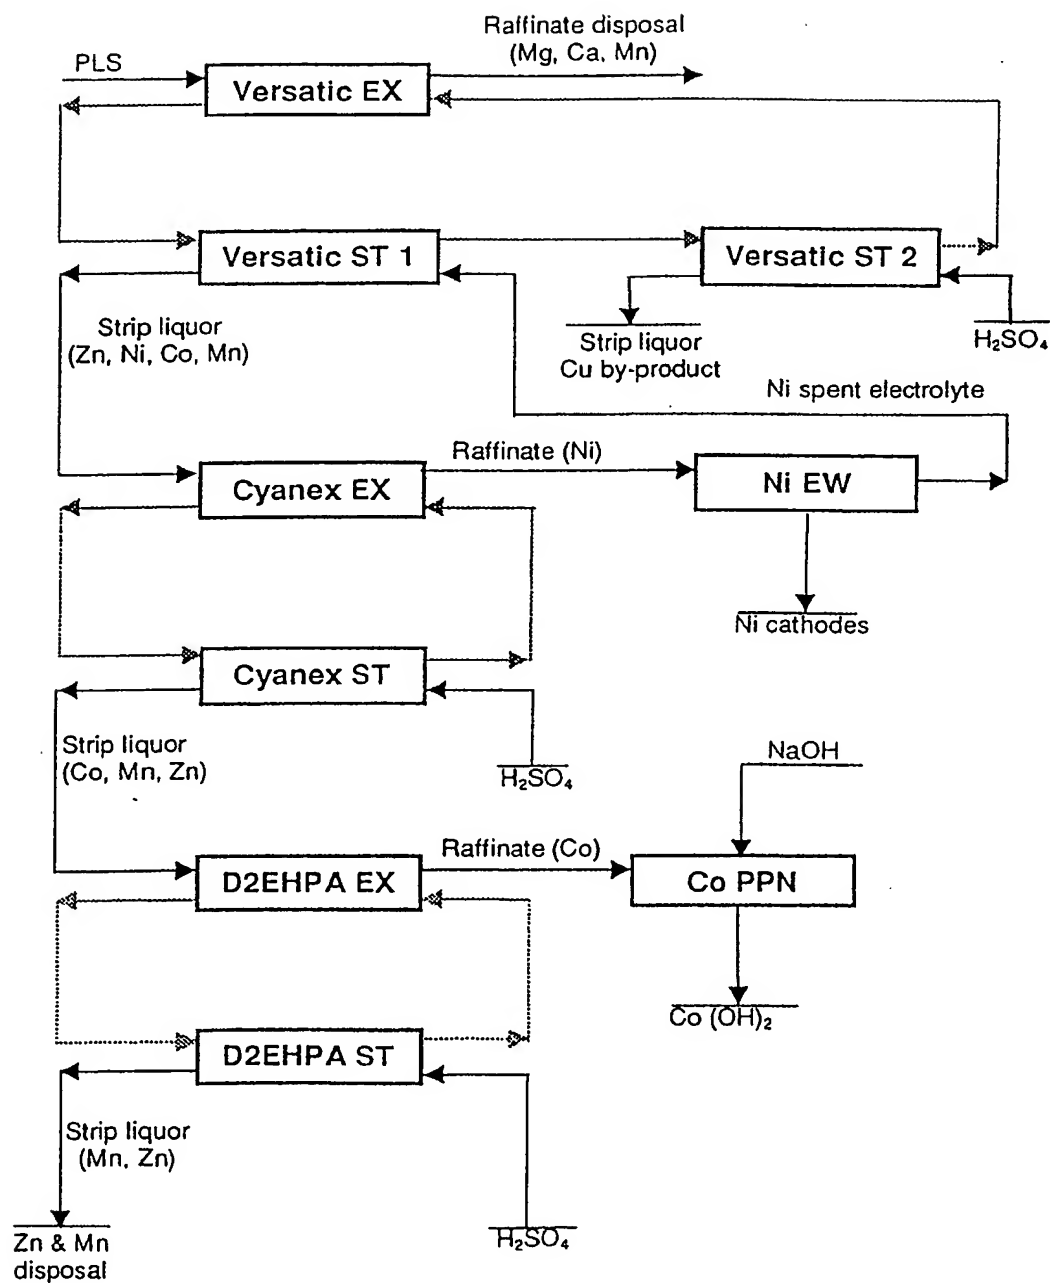 Raffinate disposal
(Mg, Ca, Mn)
PLS
Versatic EX
Versatic ST 1
Versatic ST 2
Strip liquor
(Zn, Ni, Co, Mn)
Strip liquor
Cu by-product
H₂SO₄
Ni spent electrolyte
Raffinate (Ni)
Cyanex EX
Ni EW
Ni cathodes
Cyanex ST
Strip liquor
(Co, Mn, Zn)
H₂SO₄
NaOH
Raffinate (Co)
D2EHPA EX
Co PPN
Co (OH)₂
D2EHPA ST
Strip liquor
(Mn, Zn)
Zn & Mn
disposal
H₂SO₄